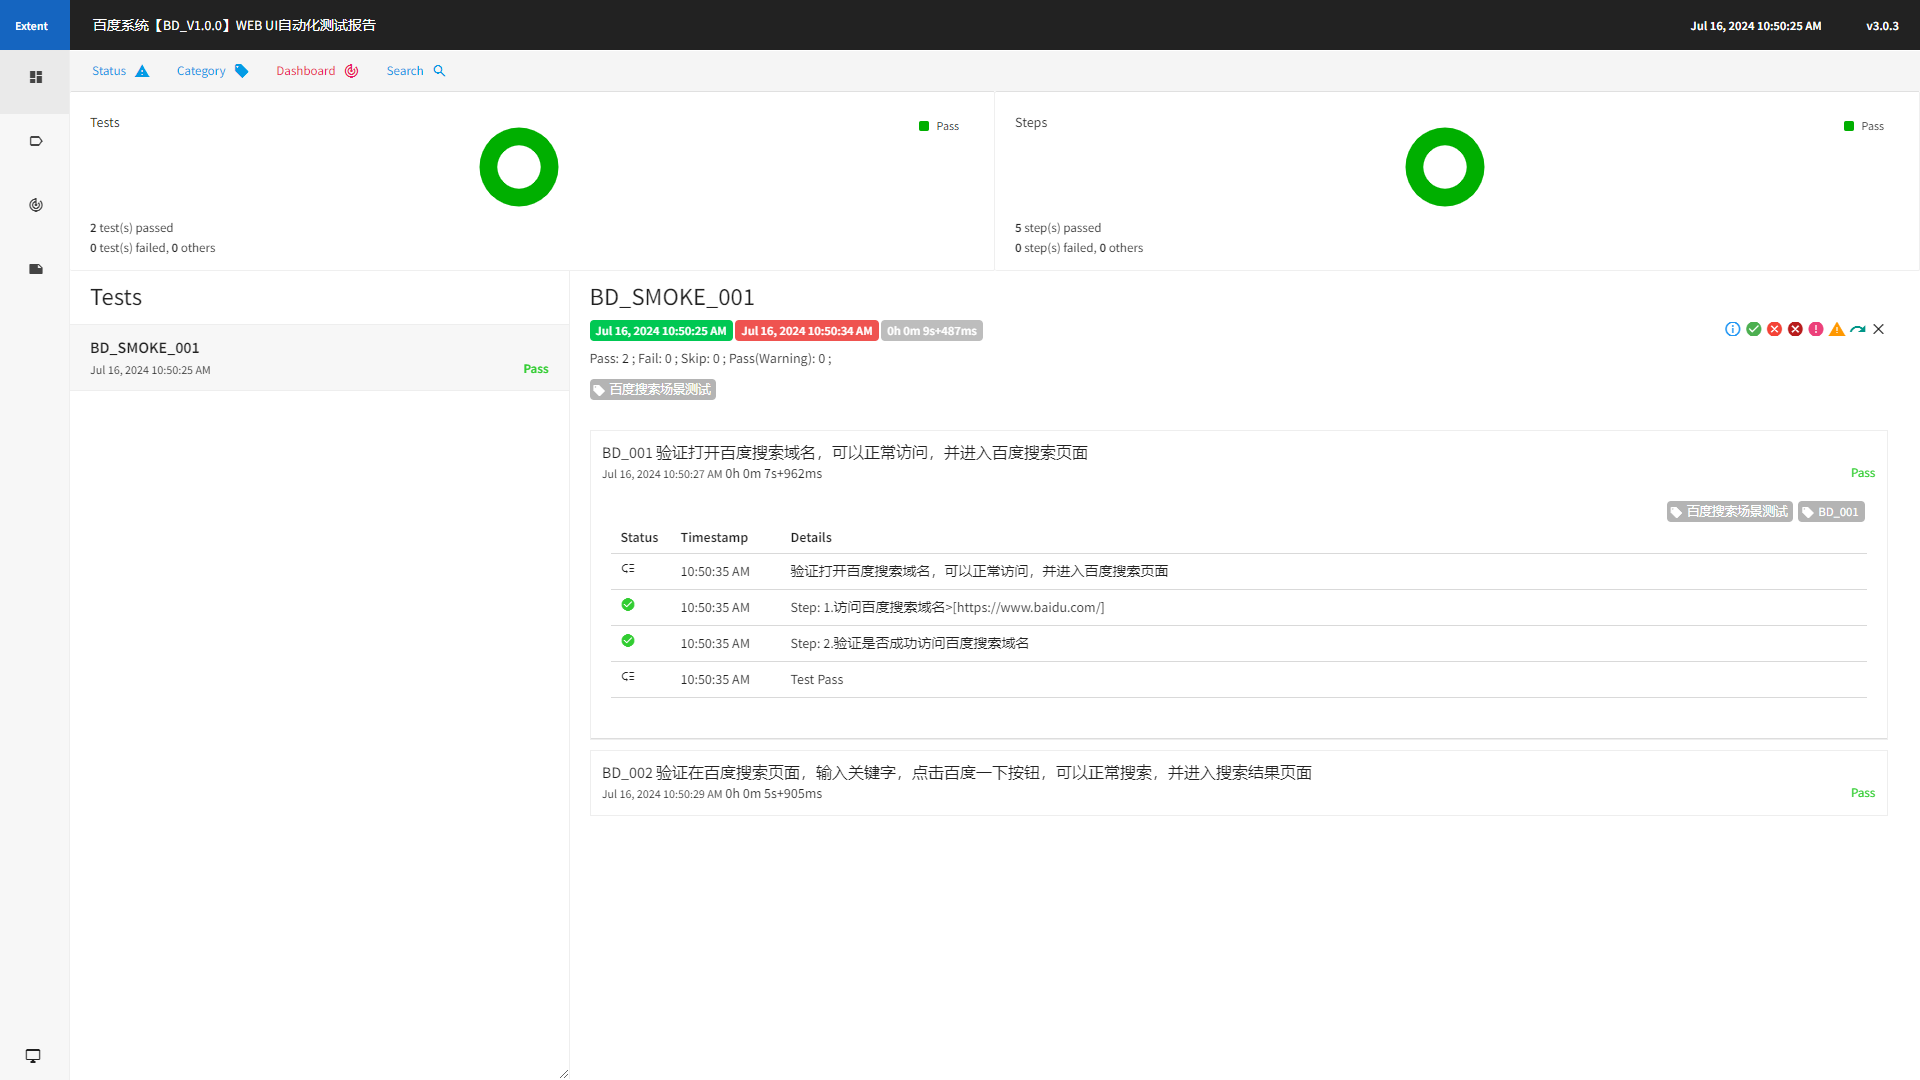 Extent
百度系统【BD_V1.0.0】WEB UI自动化测试报告
Jul 16, 2024 10:50:25 AM
v3.0.3
Status
Category
Dashboard
Search
Tests
Pass
2 test(s) passed
0 test(s) failed, 0 others
Steps
Pass
5 step(s) passed
0 step(s) failed, 0 others
Tests
BD_SMOKE_001
Jul 16, 2024 10:50:25 AM
Pass
BD_SMOKE_001
Jul 16, 2024 10:50:25 AM Jul 16, 2024 10:50:34 AM 0h 0m 9s+487ms
Pass: 2 ; Fail: 0 ; Skip: 0 ; Pass(Warning): 0 ;
百度搜索场景测试
BD_001 验证打开百度搜索域名，可以正常访问，并进入百度搜索页面
Jul 16, 2024 10:50:27 AM 0h 0m 7s+962ms
Pass
百度搜索场景测试 BD_001
Status Timestamp Details
10:50:35 AM 验证打开百度搜索域名，可以正常访问，并进入百度搜索页面
10:50:35 AM Step: 1.访问百度搜索域名>[https://www.baidu.com/]
10:50:35 AM Step: 2.验证是否成功访问百度搜索域名
10:50:35 AM Test Pass
BD_002 验证在百度搜索页面，输入关键字，点击百度一下按钮，可以正常搜索，并进入搜索结果页面
Jul 16, 2024 10:50:29 AM 0h 0m 5s+905ms
Pass